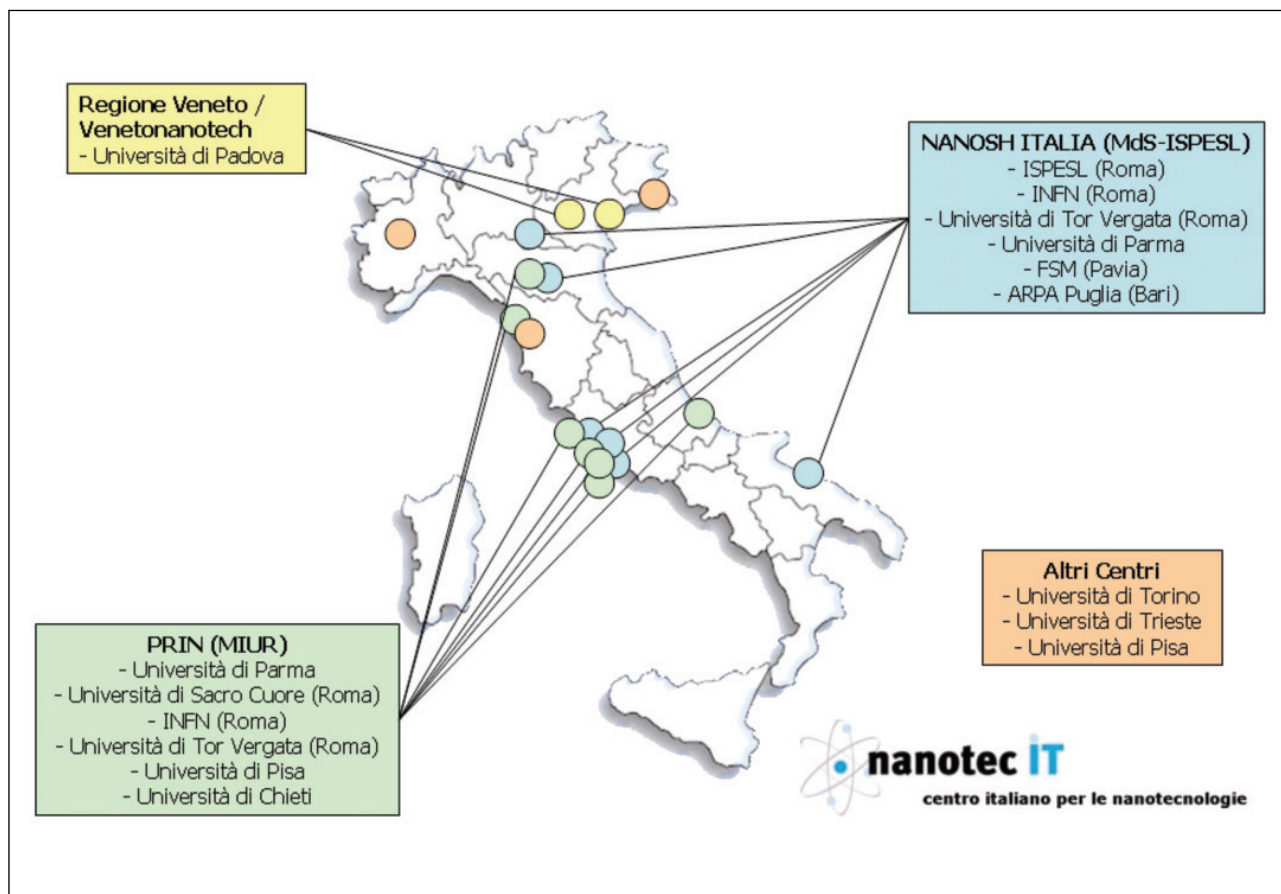 Regione Veneto /
Venetonanotech
- Università di Padova
NANOSH ITALIA (MdS-ISPESL)
- ISPESL (Roma)
- INFN (Roma)
- Università di Tor Vergata (Roma)
- Università di Parma
- FSM (Pavia)
- ARPA Puglia (Bari)
Altri Centri
- Università di Torino
- Università di Trieste
- Università di Pisa
PRIN (MIUR)
- Università di Parma
- Università di Sacro Cuore (Roma)
- INFN (Roma)
- Università di Tor Vergata (Roma)
- Università di Pisa
- Università di Chieti
nanotec IT
centro italiano per le nanotecnologie